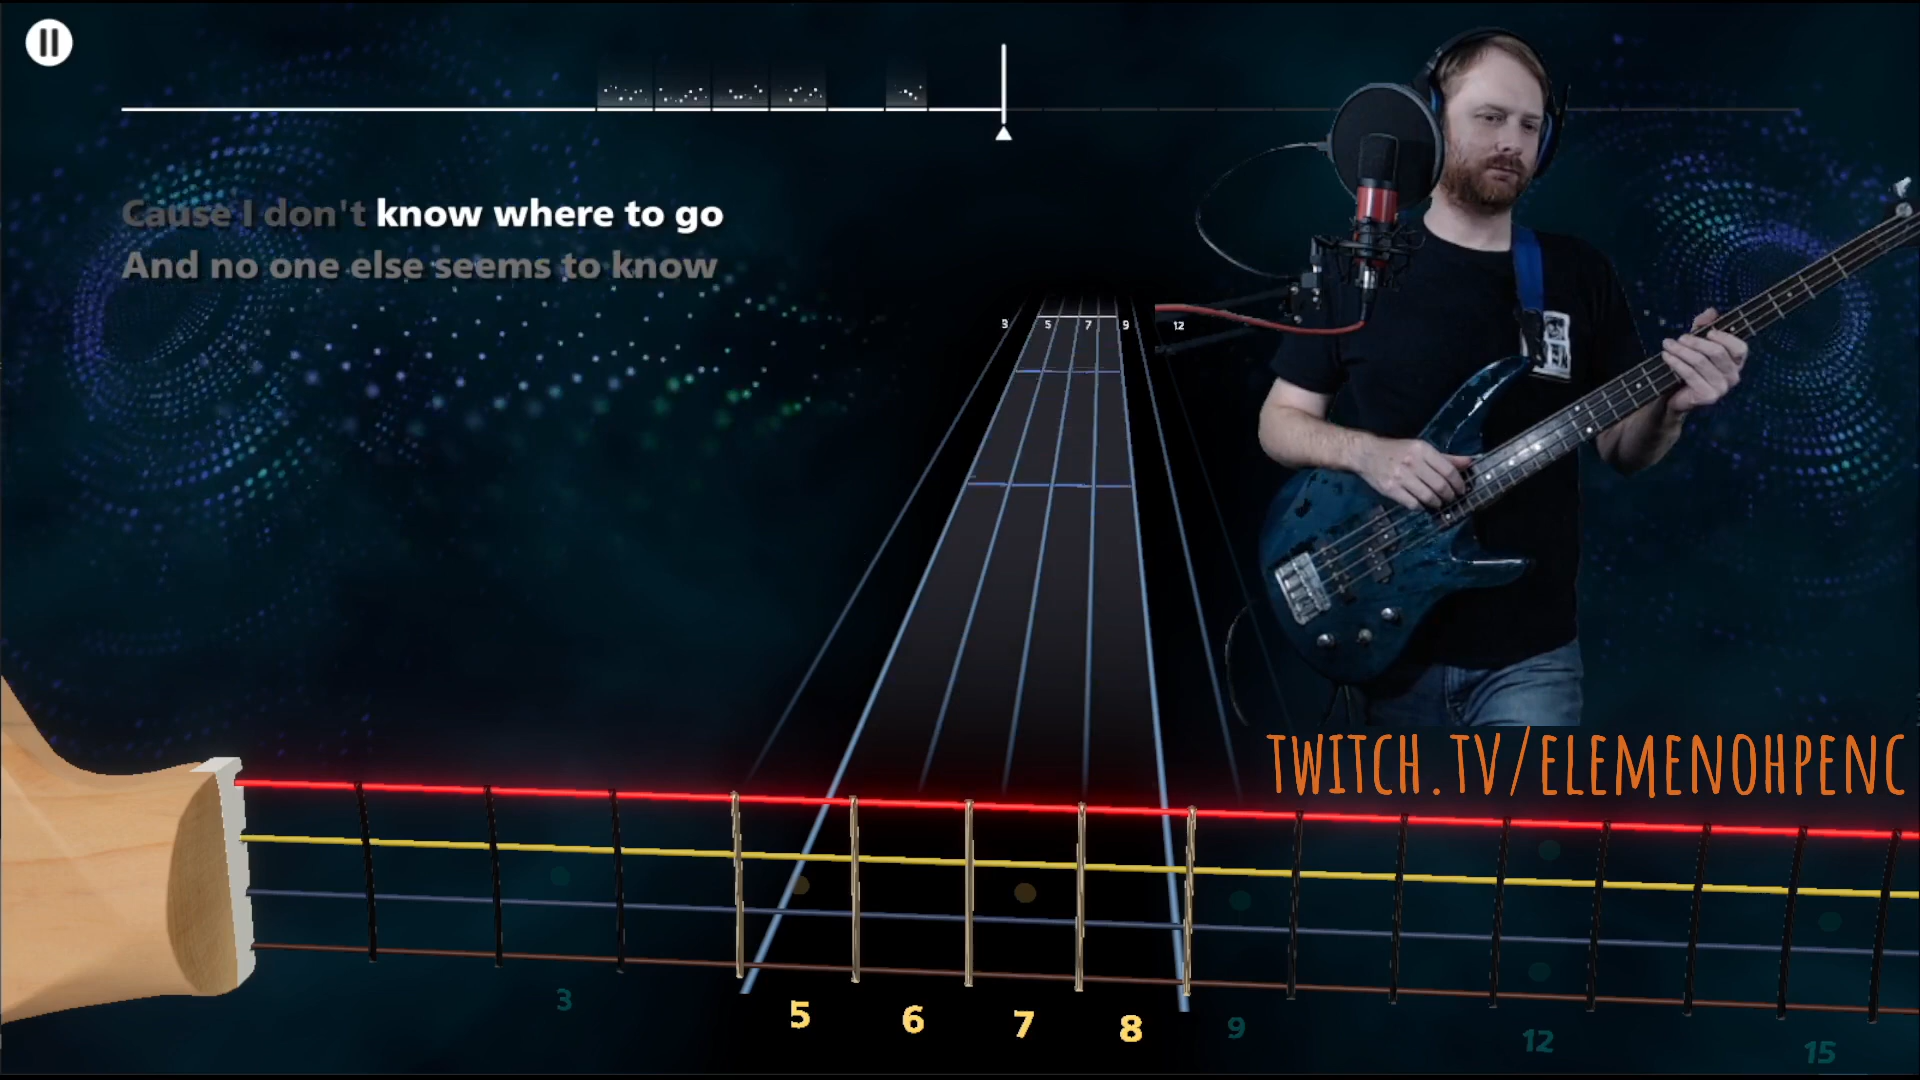 Cause I don't know where to go
And no one else seems to know
3 5 7 9 12
TWITCH.TV/ELEMENOHPENC
3 5 6 7 8 9 12 15